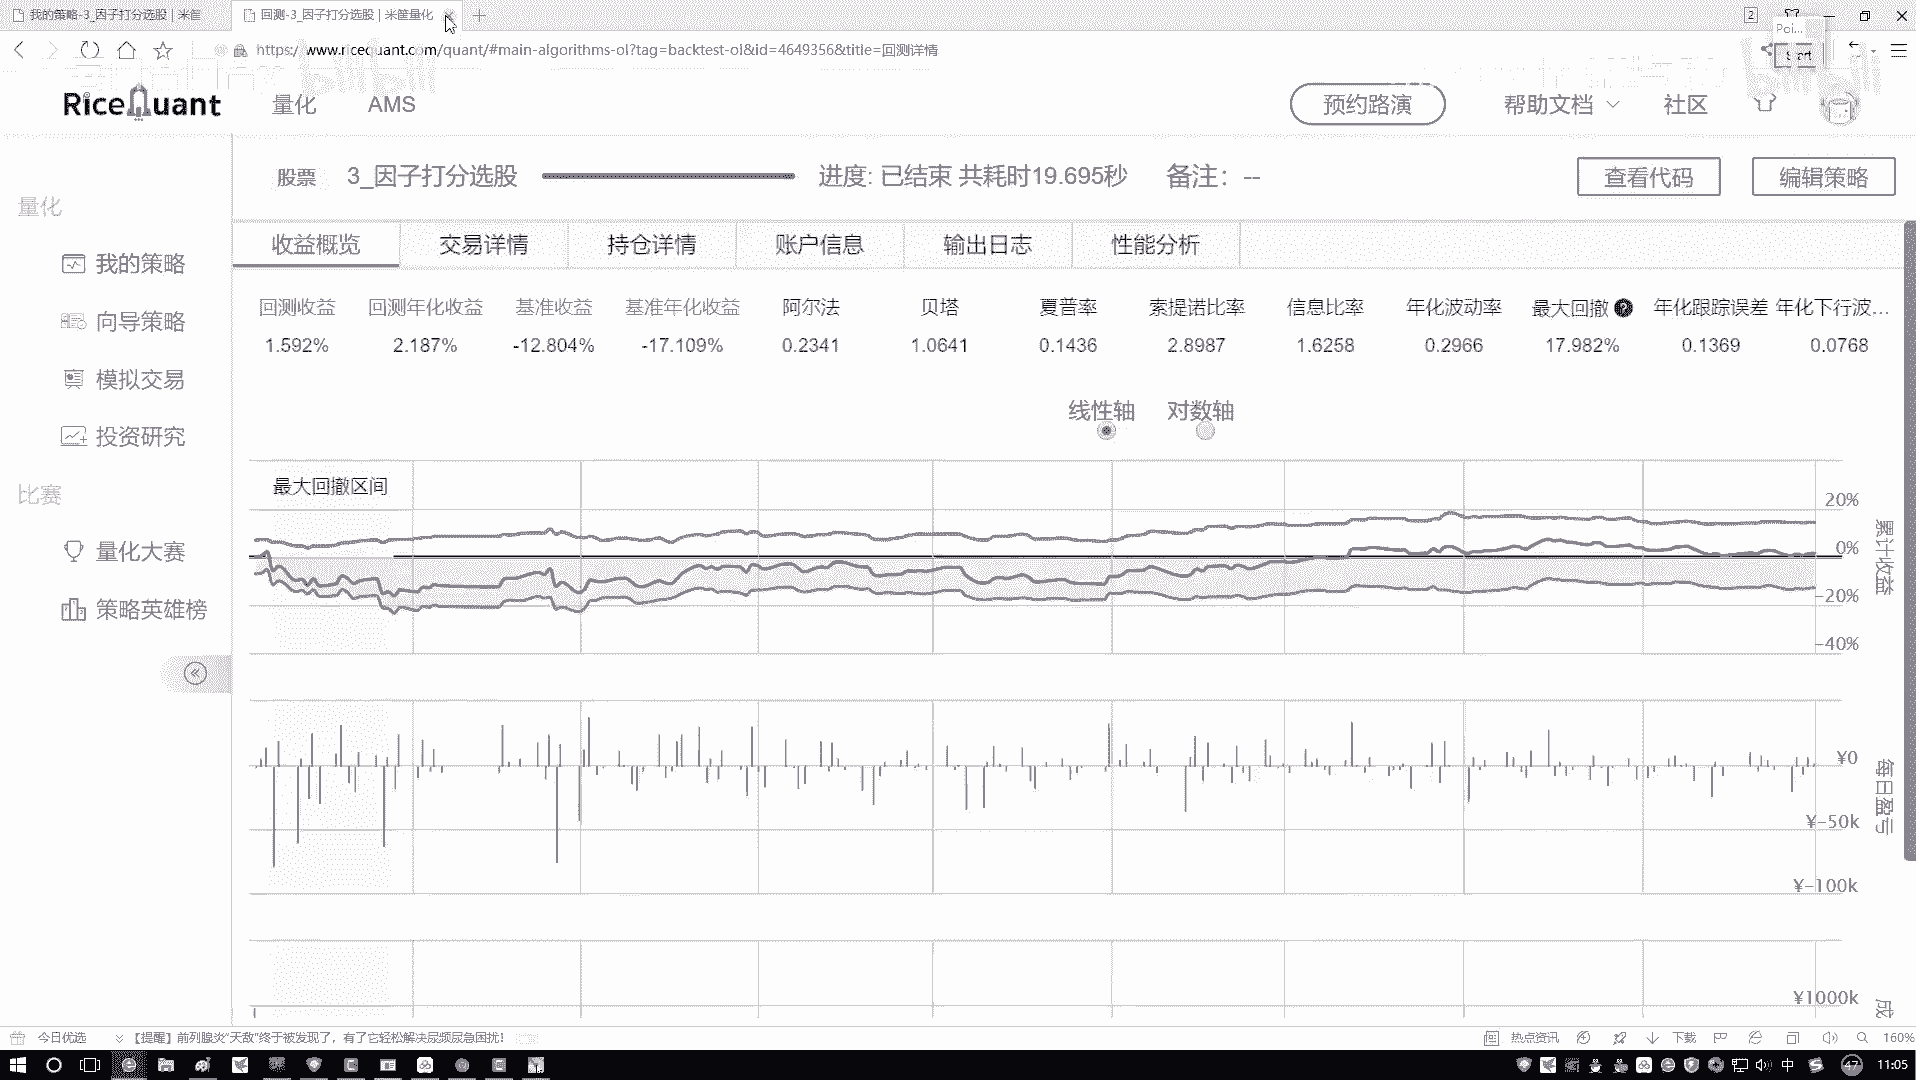 我的策略-3_因子打分选股 | 米筐
回测-3_因子打分选股 | 米筐量化
2
https://www.ricequant.com/quant/#main-algorithms-ol?tag=backtest-ol&id=4649356&title=回测详情
Poi...
Start
bilibili
bilibili
RiceQuant
量化
AMS
预约路演
帮助文档
社区
股票
3_因子打分选股
进度: 已结束 共耗时19.695秒
备注: --
查看代码
编辑策略
量化
我的策略
向导策略
模拟交易
投资研究
比赛
量化大赛
策略英雄榜
收益概览 交易详情 持仓详情 账户信息 输出日志 性能分析
回测收益 回测年化收益 基准收益 基准年化收益 阿尔法 贝塔 夏普率 索提诺比率 信息比率 年化波动率 最大回撤 年化跟踪误差 年化下行波...
1.592% 2.187% -12.804% -17.109% 0.2341 1.0641 0.1436 2.8987 1.6258 0.2966 17.982% 0.1369 0.0768
线性轴 对数轴
最大回撤区间
20%
0%
-20%
-40%
累计收益
¥0
¥-50k
¥-100k
每日盈亏
¥1000k
成
今日优选
【提醒】前列腺炎"天敌"终于被发现了，有了它轻松解决尿频尿急困扰！
热点资讯
下载
160%
中
47
11:05